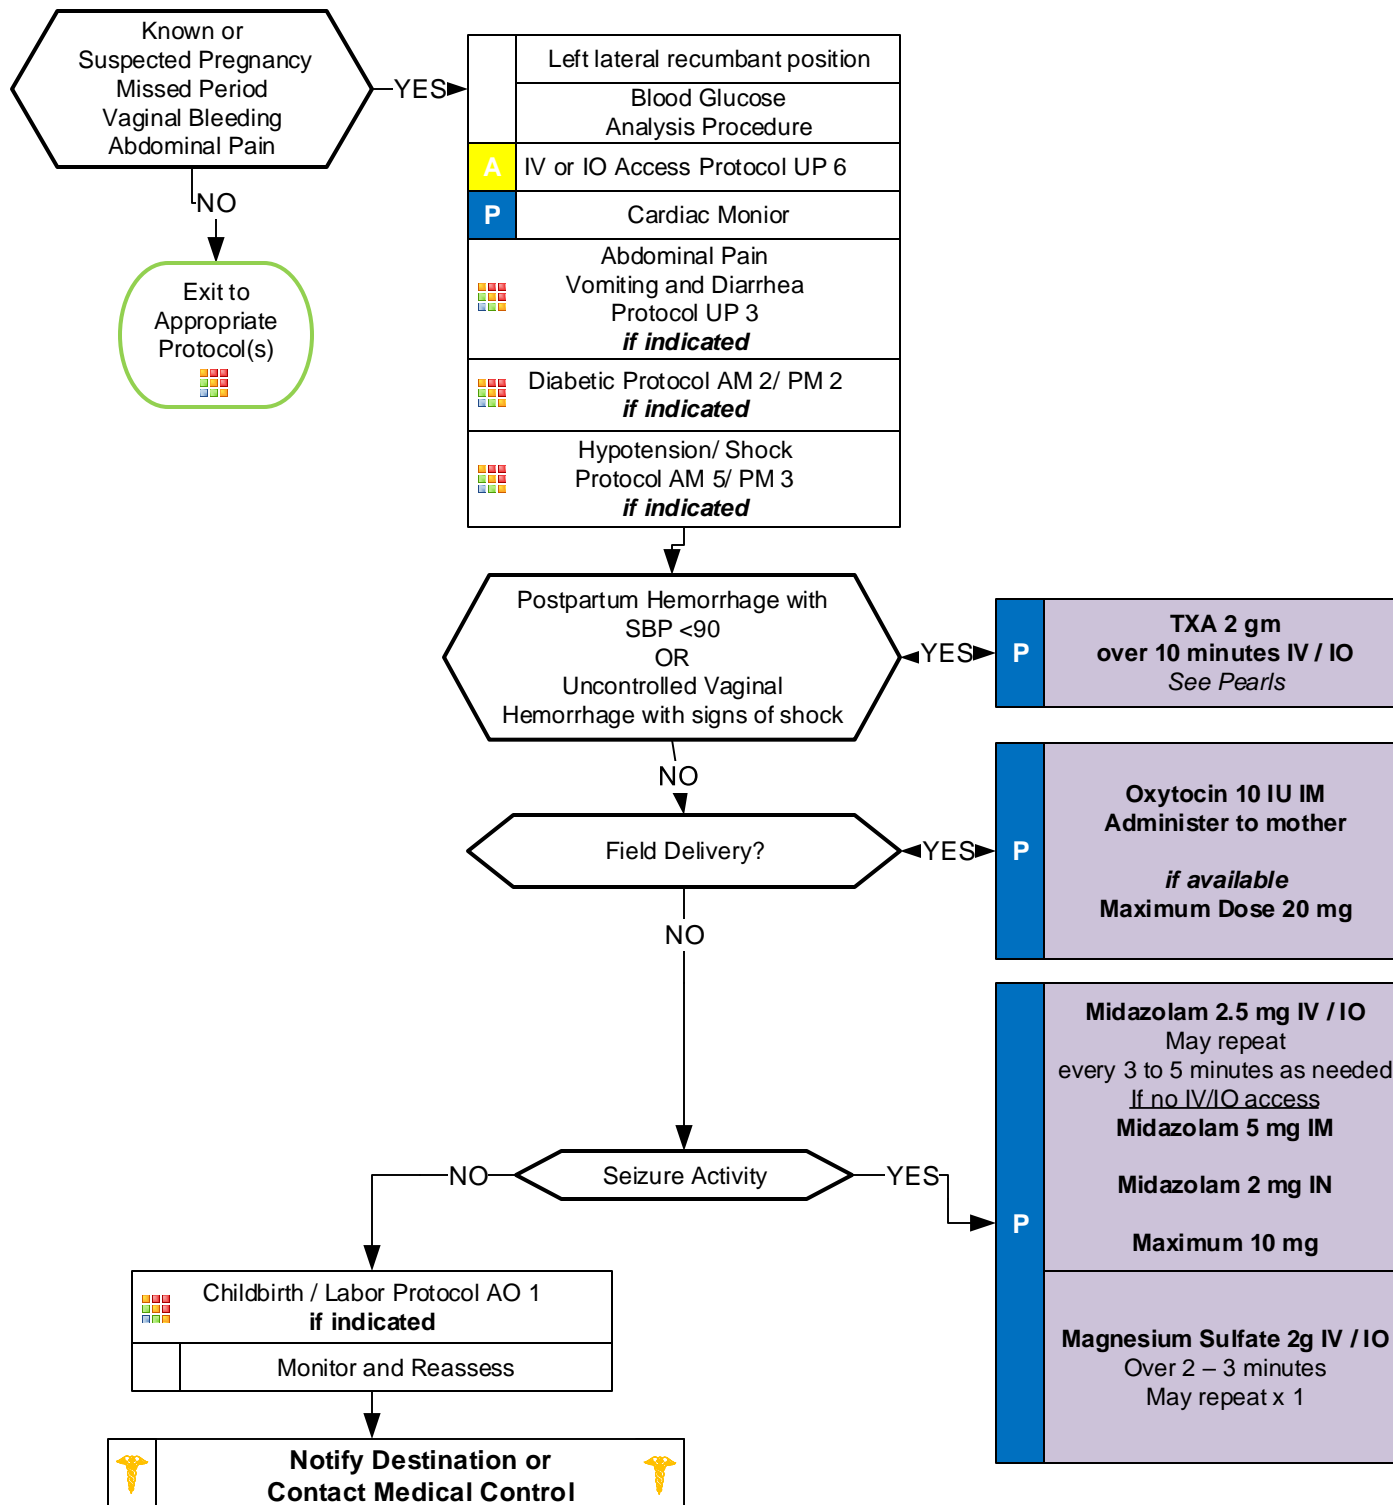 Known or
Suspected Pregnancy
Missed Period
Vaginal Bleeding
Abdominal Pain
YES
NO
Exit to
Appropriate
Protocol(s)
Left lateral recumbant position
Blood Glucose
Analysis Procedure
A
IV or IO Access Protocol UP 6
P
Cardiac Monior
Abdominal Pain
Vomiting and Diarrhea
Protocol UP 3
if indicated
Diabetic Protocol AM 2/ PM 2
if indicated
Hypotension/ Shock
Protocol AM 5/ PM 3
if indicated
Postpartum Hemorrhage with
SBP <90
OR
Uncontrolled Vaginal
Hemorrhage with signs of shock
YES
P
TXA 2 gm
over 10 minutes IV / IO
See Pearls
NO
Field Delivery?
YES
P
Oxytocin 10 IU IM
Administer to mother
if available
Maximum Dose 20 mg
NO
Seizure Activity
YES
P
Midazolam 2.5 mg IV / IO
May repeat
every 3 to 5 minutes as needed
If no IV/IO access
Midazolam 5 mg IM
Midazolam 2 mg IN
Maximum 10 mg
Magnesium Sulfate 2g IV / IO
Over 2 – 3 minutes
May repeat x 1
NO
Childbirth / Labor Protocol AO 1
if indicated
Monitor and Reassess
Notify Destination or
Contact Medical Control